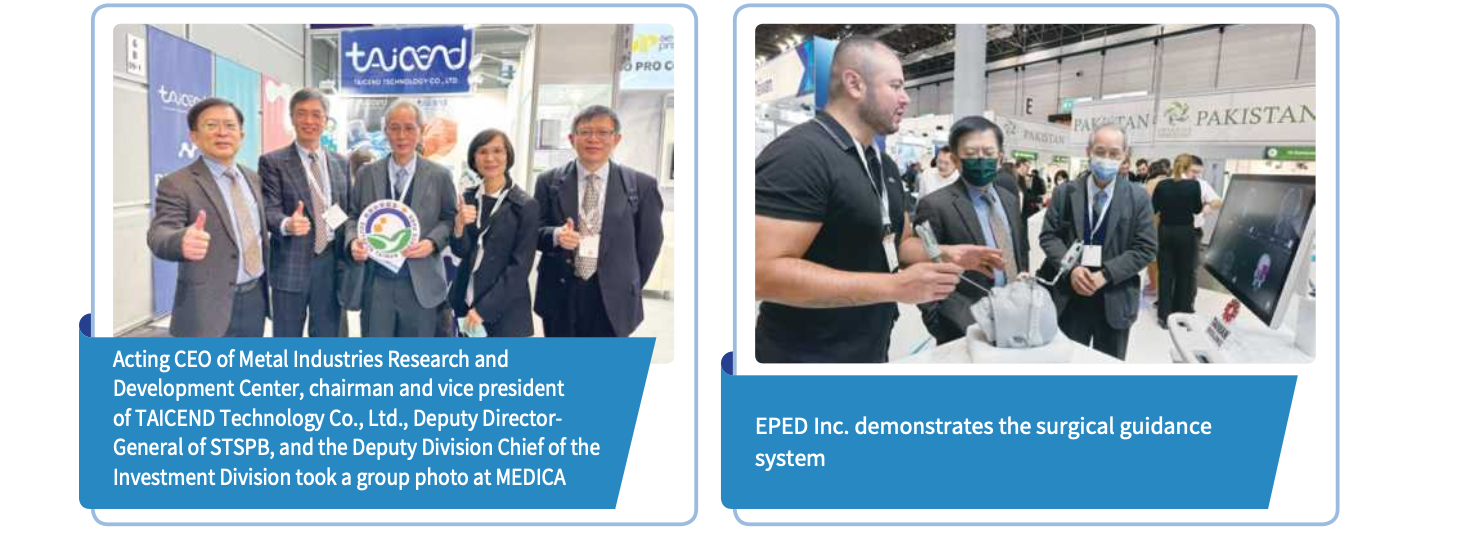 taicend
TAICEND TECHNOLOGY CO., LTD.
taicend
O PRO C
Acting CEO of Metal Industries Research and
Development Center, chairman and vice president
of TAICEND Technology Co., Ltd., Deputy Director-
General of STSPB, and the Deputy Division Chief of the
Investment Division took a group photo at MEDICA
E
PAKISTAN
PAKISTAN
PAKISTAN
EPED Inc. demonstrates the surgical guidance
system